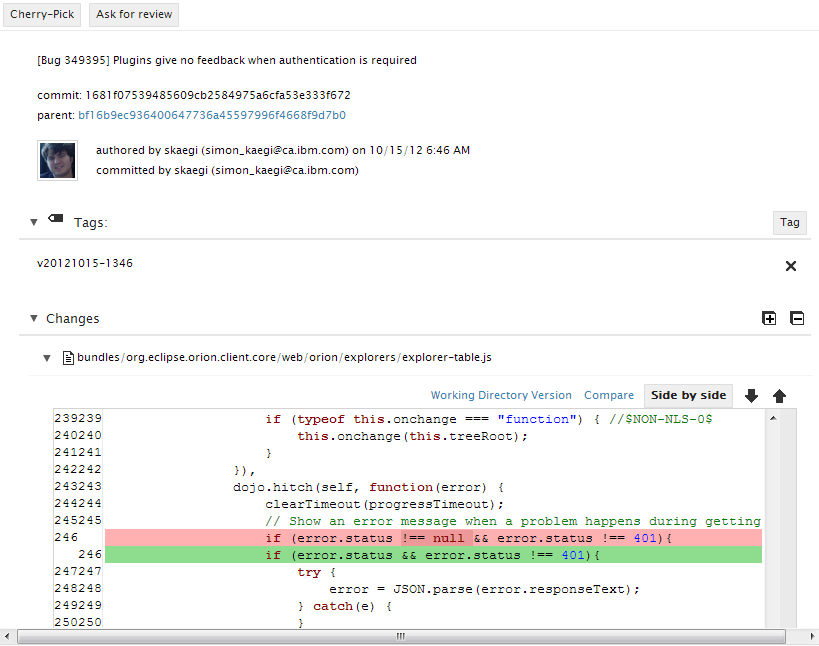 Cherry-Pick Ask for review
[Bug 349395] Plugins give no feedback when authentication is required
commit: 1681f07539485609cb2584975a6cfa53e333f672
parent: bf16b9ec936400647736a45597996f4668f9d7b0
authored by skaegi (simon_kaegi@ca.ibm.com) on 10/15/12 6:46 AM
committed by skaegi (simon_kaegi@ca.ibm.com)
Tags: Tag
v20121015-1346
Changes
bundles/org.eclipse.orion.client.core/web/orion/explorers/explorer-table.js
Working Directory Version Compare Side by side
239239 if (typeof this.onchange === "function") { //$NON-NLS-0$
240240 this.onchange(this.treeRoot);
241241 }
242242 }),
243243 dojo.hitch(self, function(error) {
244244 clearTimeout(progressTimeout);
245245 // Show an error message when a problem happens during getting
246 if (error.status !== null && error.status !== 401){
246 if (error.status && error.status !== 401){
247247 try {
248248 error = JSON.parse(error.responseText);
249249 } catch(e) {
250250 }